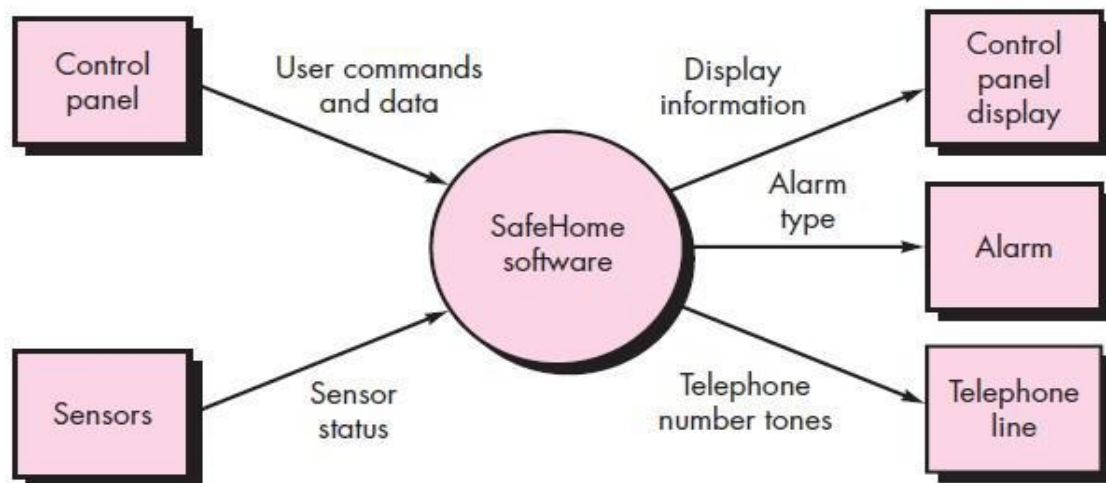 Control
panel
User commands
and data
Display
information
Control
panel
display
SafeHome
software
Alarm
type
Alarm
Sensors
Sensor
status
Telephone
number tones
Telephone
line